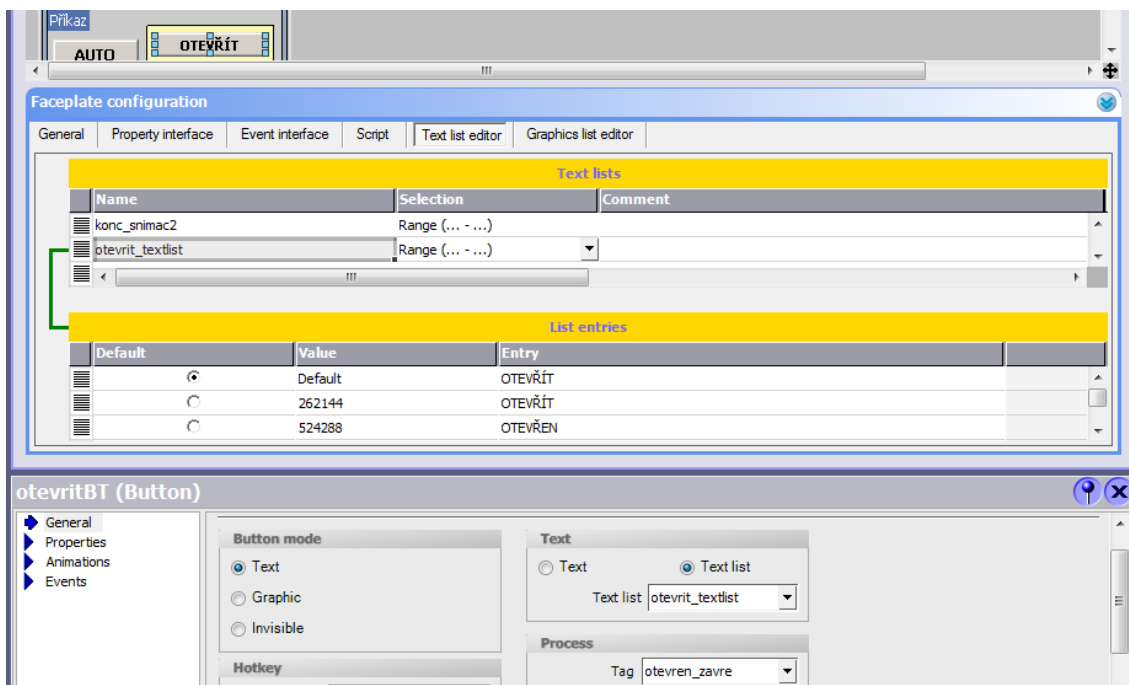 Příkaz
AUTO
OTEVŘÍT
Faceplate configuration
General Property interface Event interface Script Text list editor Graphics list editor
Text lists
Name Selection Comment
konc_snimac2 Range (... - ...)
otevrit_textlist Range (... - ...)
List entries
Default Value Entry
Default OTEVŘÍT
262144 OTEVŘÍT
524288 OTEVŘEN
otevritBT (Button)
General
Properties
Animations
Events
Button mode
Text
Graphic
Invisible
Hotkey
Text
Text Text list
Text list otevrit_textlist
Process
Tag otevren_zavre